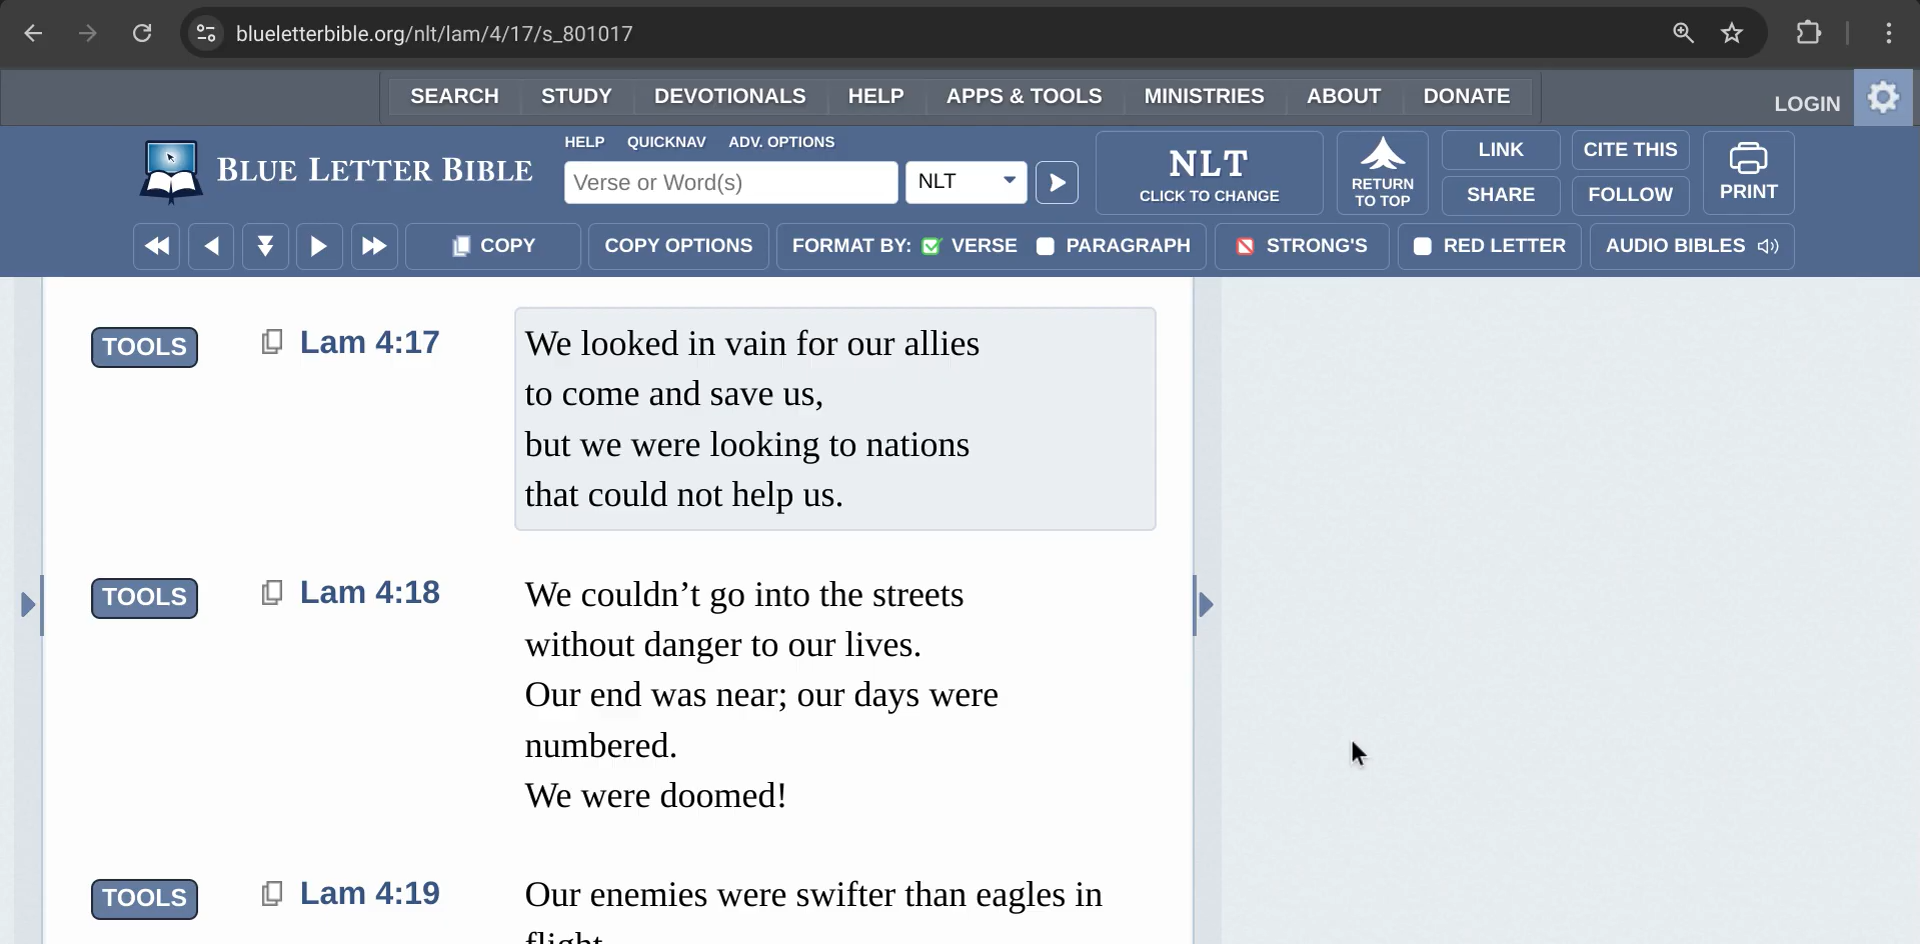 blueletterbible.org/nlt/lam/4/17/s_801017
SEARCH STUDY DEVOTIONALS HELP APPS & TOOLS MINISTRIES ABOUT DONATE LOGIN
BLUE LETTER BIBLE
HELP QUICKNAV ADV. OPTIONS
Verse or Word(s) NLT
NLT
CLICK TO CHANGE
RETURN
TO TOP
LINK CITE THIS
SHARE FOLLOW
PRINT
COPY COPY OPTIONS FORMAT BY: VERSE PARAGRAPH STRONG'S RED LETTER AUDIO BIBLES
TOOLS Lam 4:17 We looked in vain for our allies
to come and save us,
but we were looking to nations
that could not help us.
TOOLS Lam 4:18 We couldn’t go into the streets
without danger to our lives.
Our end was near; our days were
numbered.
We were doomed!
TOOLS Lam 4:19 Our enemies were swifter than eagles in
flight.